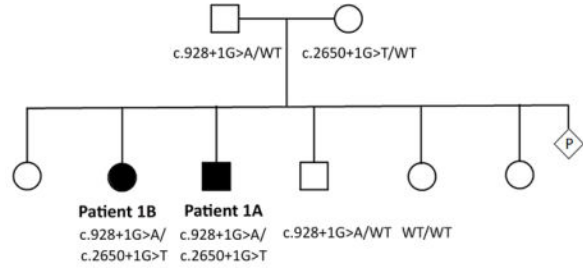 c.928+1G>A/WT
c.2650+1G>T/WT
P
Patient 1B
Patient 1A
c.928+1G>A/
c.2650+1G>T
c.928+1G>A/
c.2650+1G>T
c.928+1G>A/WT
WT/WT